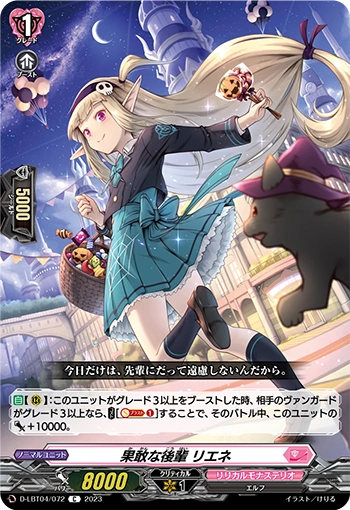 1
グレード
ブースト
5000
シールド
今日だけは、先輩にだって遠慮しないんだから。
【自】【(R)】:このユニットがグレード3以上をブーストした時、相手のヴァンガード
がグレード3以上なら、【コスト】[ソウルブラスト1]することで、そのバトル中、このユニットの
+10000。
ノーマルユニット
果敢な後輩 リエネ
リリカルモナステリオ
パワー 8000
クリティカル
1
エルフ
D-LBT04/072 C 2023
イラスト/けりる